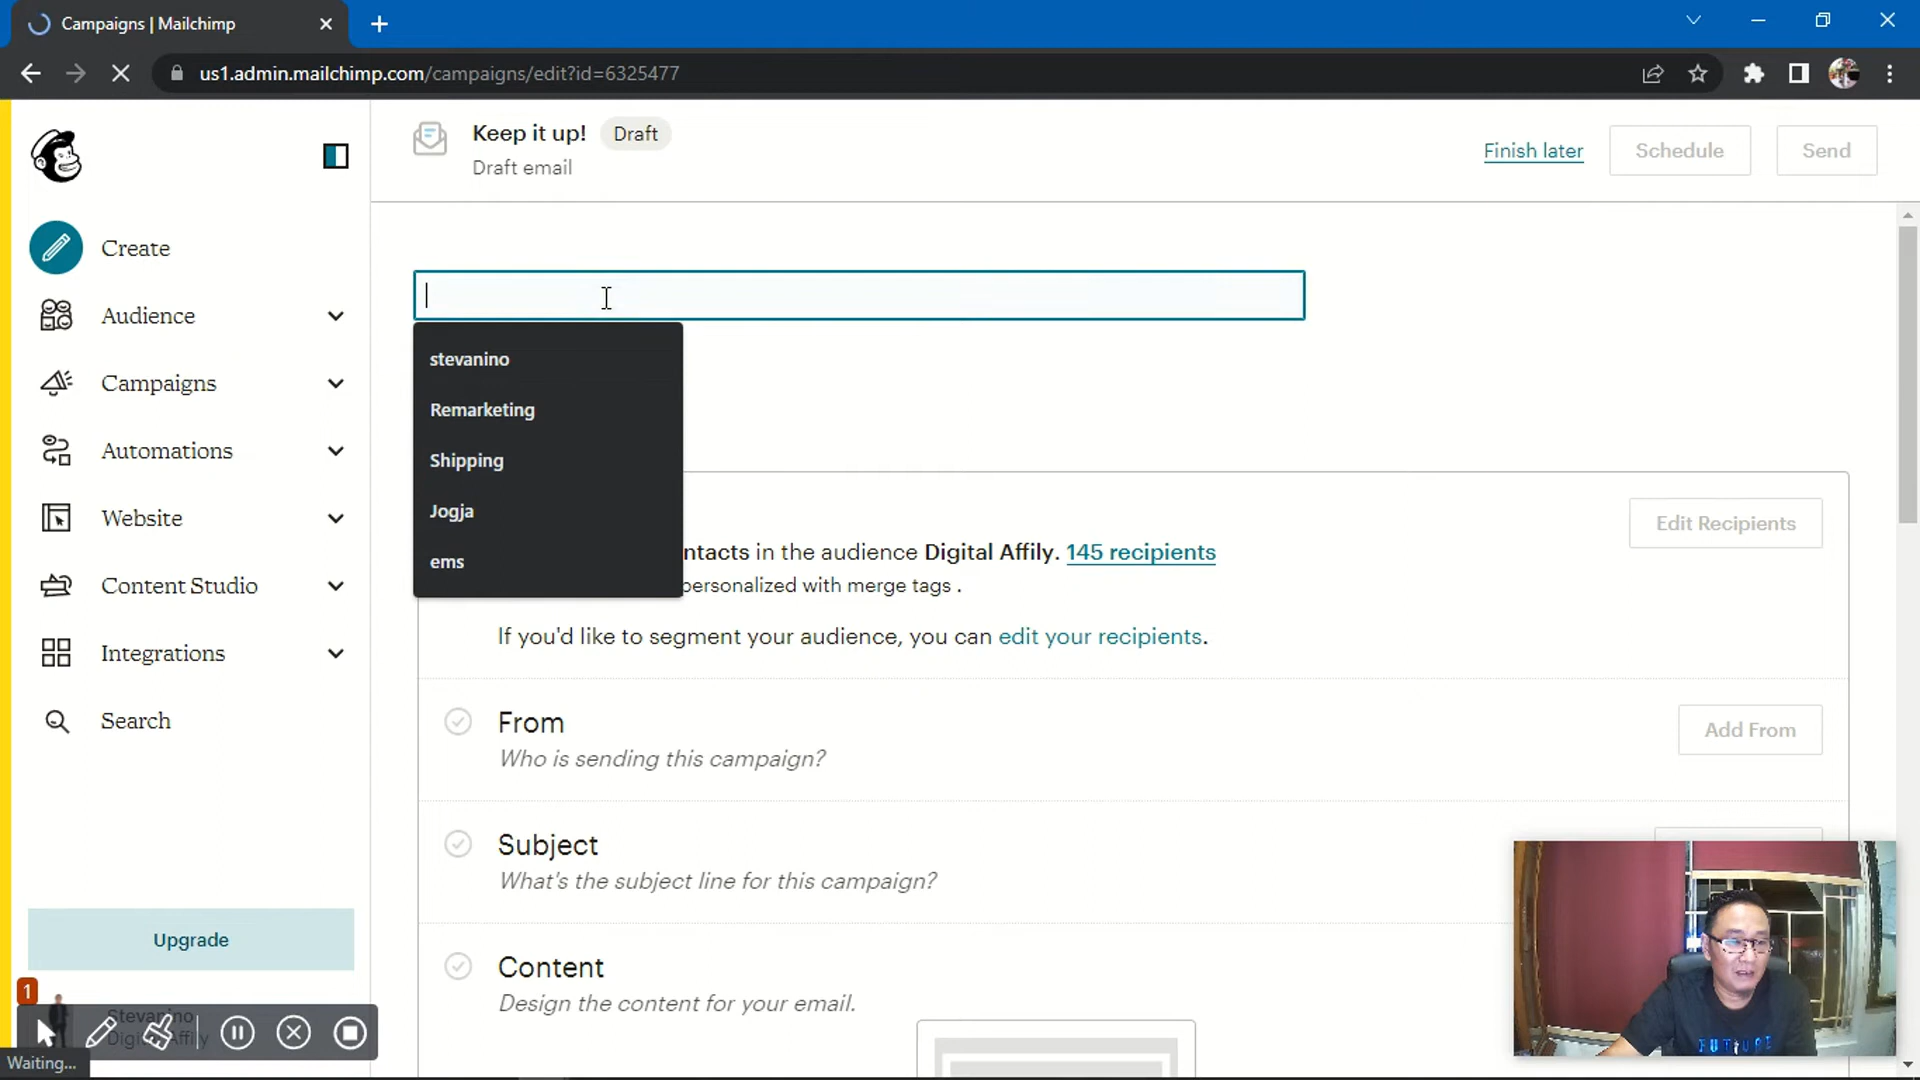 Campaigns | Mailchimp
us1.admin.mailchimp.com/campaigns/edit?id=6325477
Keep it up! Draft
Draft email
Finish later
Schedule
Send
Create
Audience
Campaigns
Automations
Website
Content Studio
Integrations
Search
Upgrade
1
Stevanino
Digital Affily
Waiting...
stevanino
Remarketing
Shipping
Jogja
ems
ntacts in the audience Digital Affily. 145 recipients
personalized with merge tags .
If you'd like to segment your audience, you can edit your recipients.
Edit Recipients
From
Who is sending this campaign?
Add From
Subject
What's the subject line for this campaign?
Content
Design the content for your email.
FUTURE